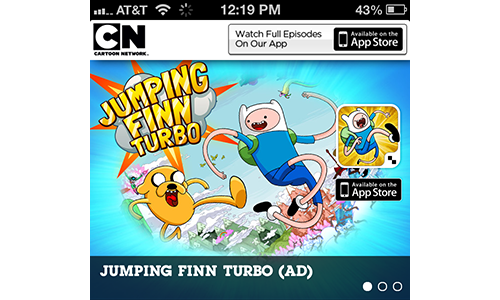 AT&T 12:19 PM 43%
CN
CARTOON NETWORK
Watch Full Episodes
On Our App
Available on the
App Store
JUMPING
FINN
TURBO
Available on the
App Store
JUMPING FINN TURBO (AD)